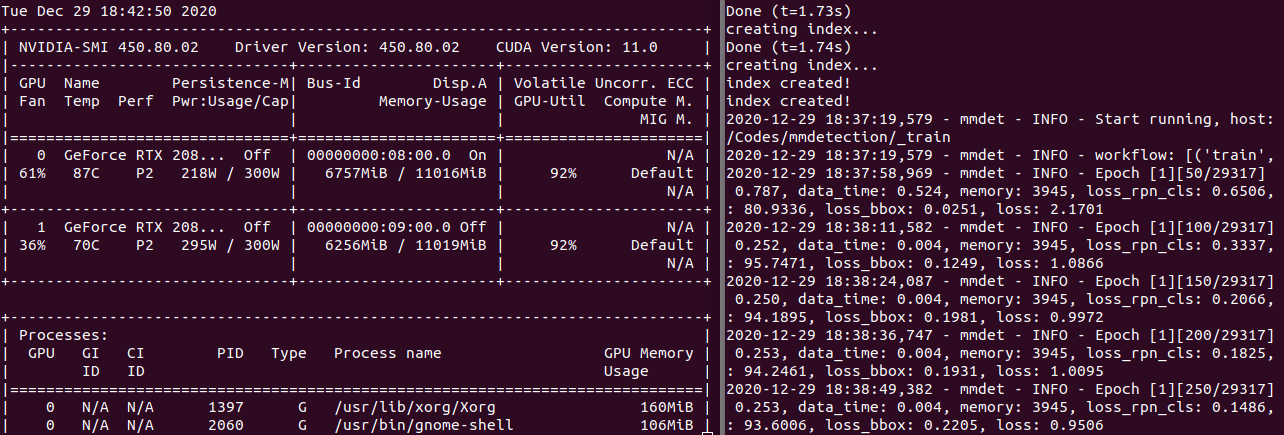 Tue Dec 29 18:42:50 2020
+-----------------------------------------------------------------------------+
| NVIDIA-SMI 450.80.02    Driver Version: 450.80.02    CUDA Version: 11.0     |
|-------------------------------+----------------------+----------------------+
| GPU  Name        Persistence-M| Bus-Id        Disp.A | Volatile Uncorr. ECC |
| Fan  Temp  Perf  Pwr:Usage/Cap|         Memory-Usage | GPU-Util  Compute M. |
|                               |                      |               MIG M. |
|===============================+======================+======================|
|   0  GeForce RTX 208...  Off  | 00000000:08:00.0  On |                  N/A |
| 61%   87C    P2   218W / 300W |   6757MiB / 11016MiB |     92%      Default |
|                               |                      |                  N/A |
+-------------------------------+----------------------+----------------------+
|   1  GeForce RTX 208...  Off  | 00000000:09:00.0 Off |                  N/A |
| 36%   70C    P2   295W / 300W |   6256MiB / 11019MiB |     92%      Default |
|                               |                      |                  N/A |
+-------------------------------+----------------------+----------------------+
+-----------------------------------------------------------------------------+
| Processes:                                                                  |
|  GPU   GI   CI        PID   Type   Process name                  GPU Memory |
|        ID   ID                                                   Usage      |
|=============================================================================|
|    0   N/A  N/A      1397      G   /usr/lib/xorg/Xorg                160MiB |
|    0   N/A  N/A      2060      G   /usr/bin/gnome-shell              106MiB |
Done (t=1.73s)
creating index...
Done (t=1.74s)
creating index...
index created!
index created!
2020-12-29 18:37:19,579 - mmdet - INFO - Start running, host:
/Codes/mmdetection/_train
2020-12-29 18:37:19,579 - mmdet - INFO - workflow: [('train',
2020-12-29 18:37:58,969 - mmdet - INFO - Epoch [1][50/29317]
 0.787, data_time: 0.524, memory: 3945, loss_rpn_cls: 0.6506,
: 80.9336, loss_bbox: 0.0251, loss: 2.1701
2020-12-29 18:38:11,582 - mmdet - INFO - Epoch [1][100/29317]
 0.252, data_time: 0.004, memory: 3945, loss_rpn_cls: 0.3337,
: 95.7471, loss_bbox: 0.1249, loss: 1.0866
2020-12-29 18:38:24,087 - mmdet - INFO - Epoch [1][150/29317]
 0.250, data_time: 0.004, memory: 3945, loss_rpn_cls: 0.2066,
: 94.1895, loss_bbox: 0.1981, loss: 0.9972
2020-12-29 18:38:36,747 - mmdet - INFO - Epoch [1][200/29317]
 0.253, data_time: 0.004, memory: 3945, loss_rpn_cls: 0.1825,
: 94.2461, loss_bbox: 0.1931, loss: 1.0095
2020-12-29 18:38:49,382 - mmdet - INFO - Epoch [1][250/29317]
 0.253, data_time: 0.004, memory: 3945, loss_rpn_cls: 0.1486,
: 93.6006, loss_bbox: 0.2205, loss: 0.9506